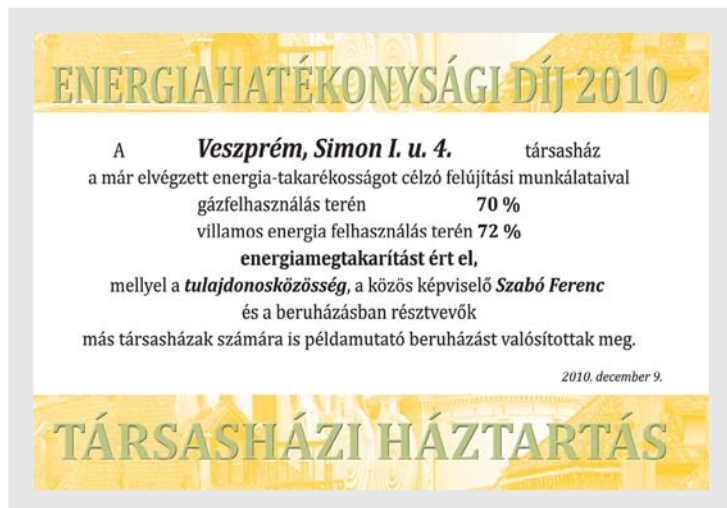 ENERGIAHATÉKONYSÁGI DÍJ 2010
A Veszprém, Simon I. u. 4. társasház
a már elvégzett energia-takarékosságot célzó felújítási munkálataival
gázfelhasználás terén 70 %
villamos energia felhasználás terén 72 %
energiamegtakarítást ért el,
mellyel a tulajdonosközösség, a közös képviselő Szabó Ferenc
és a beruházásban résztvevők
más társasházak számára is példamutató beruházást valósítottak meg.
2010. december 9.
TÁRSASHÁZI HÁZTARTÁS